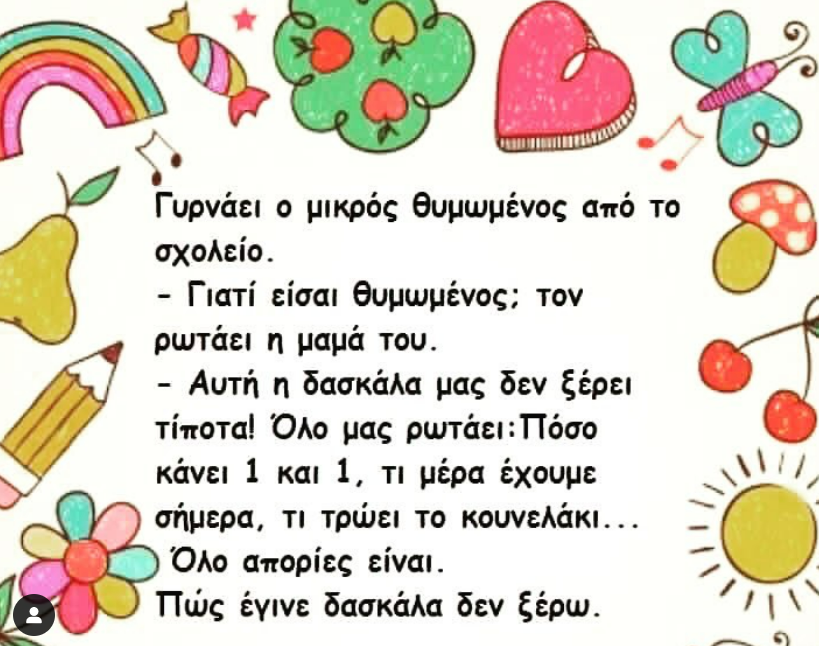 Γυρνάει ο μικρός θυμωμένος από το
σχολείο.
- Γιατί είσαι θυμωμένος; τον
ρωτάει η μαμά του.
- Αυτή η δασκάλα μας δεν ξέρει
τίποτα! Όλο μας ρωτάει:Πόσο
κάνει 1 και 1, τι μέρα έχουμε
σήμερα, τι τρώει το κουνελάκι...
Όλο απορίες είναι.
Πώς έγινε δασκάλα δεν ξέρω.